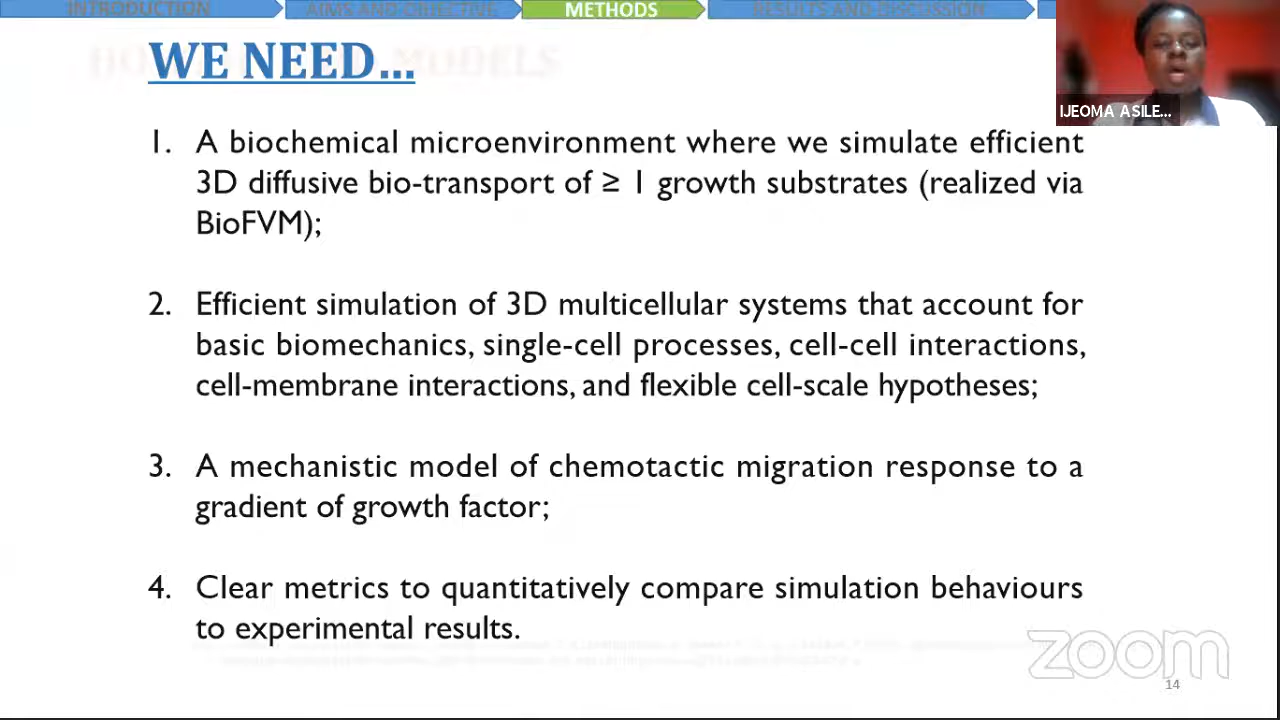 INTRODUCTION
AIMS AND OBJECTIVE
METHODS
RESULTS AND DISCUSSION
WE NEED...
MODELS
IJEOMA ASILE...
1. A biochemical microenvironment where we simulate efficient
3D diffusive bio-transport of ≥ 1 growth substrates (realized via
BioFVM);
2. Efficient simulation of 3D multicellular systems that account for
basic biomechanics, single-cell processes, cell-cell interactions,
cell-membrane interactions, and flexible cell-scale hypotheses;
3. A mechanistic model of chemotactic migration response to a
gradient of growth factor;
4. Clear metrics to quantitatively compare simulation behaviours
to experimental results.
zoom
14